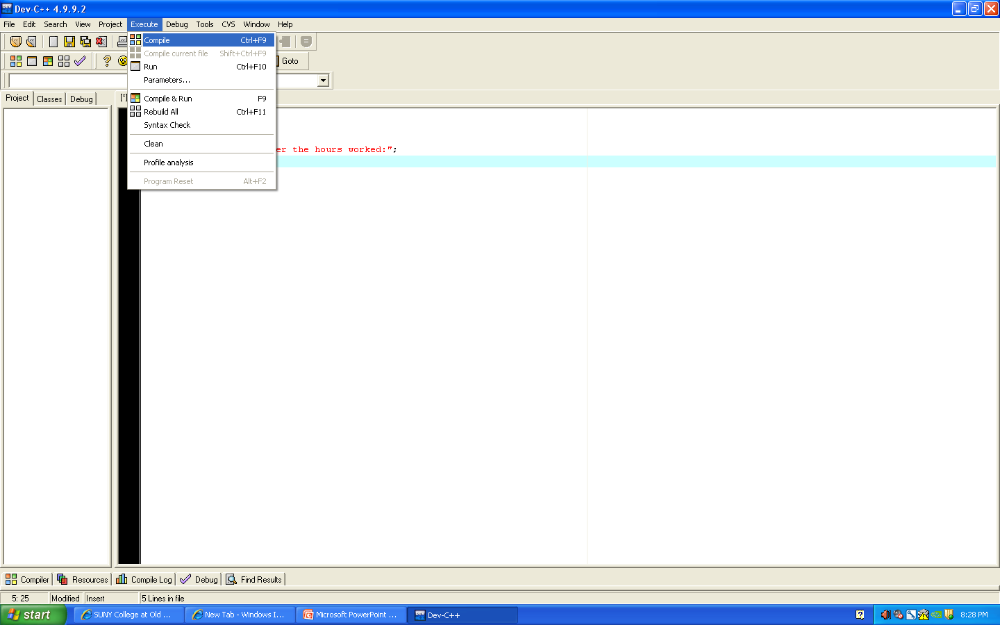 Dev-C++ 4.9.9.2
File Edit Search View Project Execute Debug Tools CVS Window Help
Compile Ctrl+F9
Compile current file Shift+Ctrl+F9
Run Ctrl+F10
Goto
Parameters...
Project Classes Debug [*]
Compile & Run F9
Rebuild All Ctrl+F11
Syntax Check
Clean
er the hours worked:";
Profile analysis
Program Reset Alt+F2
Compiler Resources Compile Log Debug Find Results
5: 25 Modified Insert 5 Lines in file
start SUNY College at Old ... New Tab - Windows I... Microsoft PowerPoint ... Dev-C++ 8:28 PM